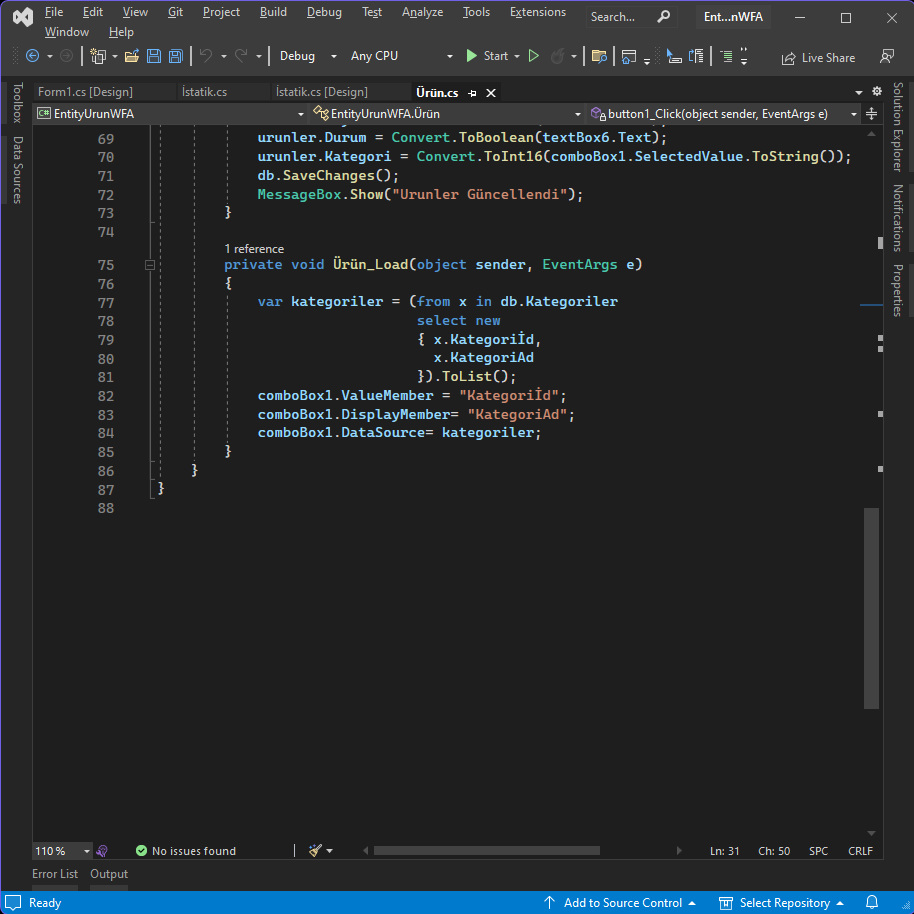 File Edit View Git Project Build Debug Test Analyze Tools Extensions Search... Ent...nWFA
Window Help
Debug Any CPU Start Live Share
Form1.cs [Design] İstatik.cs İstatik.cs [Design] Ürün.cs
C# EntityUrunWFA EntityUrunWFA.Ürün button1_Click(object sender, EventArgs e)
Toolbox
Data Sources
Solution Explorer
Notifications
Properties
69 urunler.Durum = Convert.ToBoolean(textBox6.Text);
70 urunler.Kategori = Convert.ToInt16(comboBox1.SelectedValue.ToString());
71 db.SaveChanges();
72 MessageBox.Show("Urunler Güncellendi");
73 }
74
1 reference
75 private void Ürün_Load(object sender, EventArgs e)
76 {
77 var kategoriler = (from x in db.Kategoriler
78 select new
79 { x.Kategoriİd,
80 x.KategoriAd
81 }).ToList();
82 comboBox1.ValueMember = "Kategoriİd";
83 comboBox1.DisplayMember= "KategoriAd";
84 comboBox1.DataSource= kategoriler;
85 }
86 }
87 }
88
110 % No issues found Ln: 31 Ch: 50 SPC CRLF
Error List Output
Ready Add to Source Control Select Repository